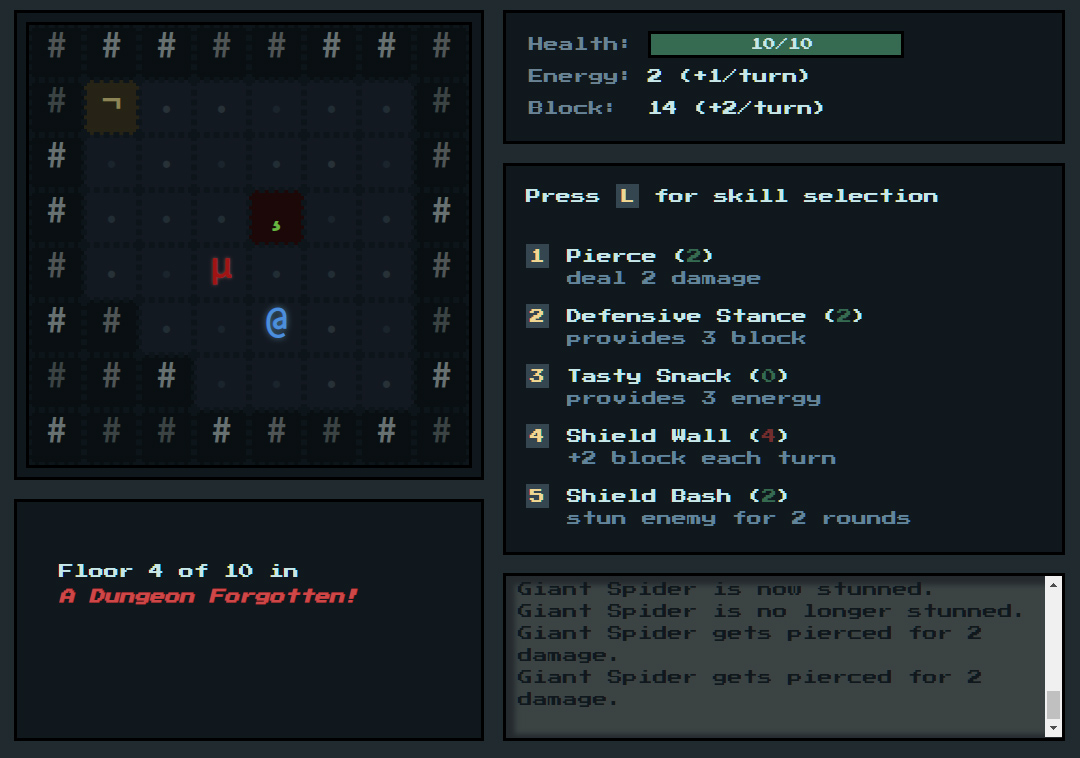 # # # # # # # #
# ¬ . . . . . #
# . . . . . . #
# . . . , . . #
# . . µ . . . #
# # . . @ . . #
# # # . . . . #
# # # # # # # #
Floor 4 of 10 in
A Dungeon Forgotten!
Health: 10/10
Energy: 2 (+1/turn)
Block: 14 (+2/turn)
Press L for skill selection
1 Pierce (2)
deal 2 damage
2 Defensive Stance (2)
provides 3 block
3 Tasty Snack (0)
provides 3 energy
4 Shield Wall (4)
+2 block each turn
5 Shield Bash (2)
stun enemy for 2 rounds
Giant Spider is now stunned.
Giant Spider is no longer stunned.
Giant Spider gets pierced for 2
damage.
Giant Spider gets pierced for 2
damage.